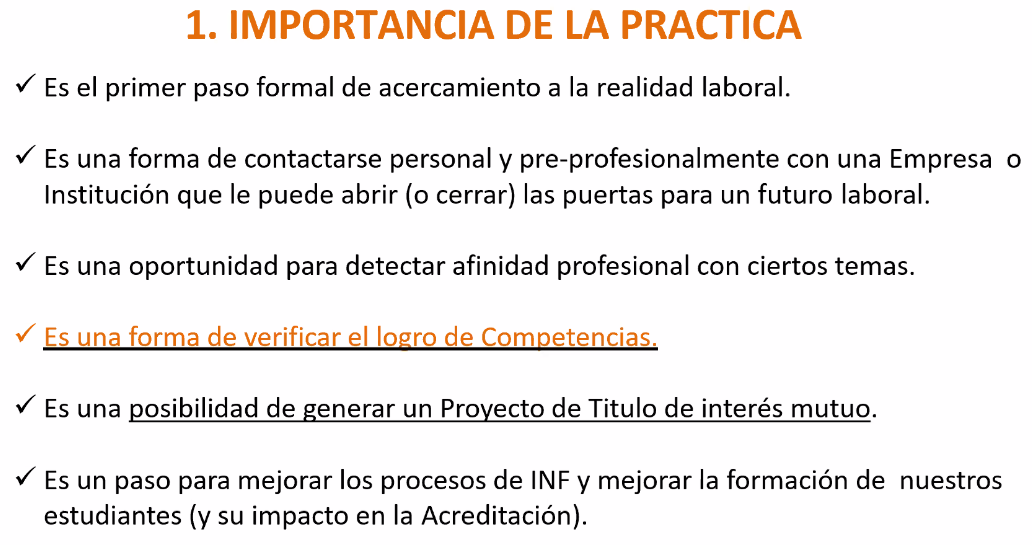 1. IMPORTANCIA DE LA PRACTICA
✓ Es el primer paso formal de acercamiento a la realidad laboral.
✓ Es una forma de contactarse personal y pre-profesionalmente con una Empresa o
Institución que le puede abrir (o cerrar) las puertas para un futuro laboral.
✓ Es una oportunidad para detectar afinidad profesional con ciertos temas.
✓ Es una forma de verificar el logro de Competencias.
✓ Es una posibilidad de generar un Proyecto de Titulo de interés mutuo.
✓ Es un paso para mejorar los procesos de INF y mejorar la formación de nuestros
estudiantes (y su impacto en la Acreditación).